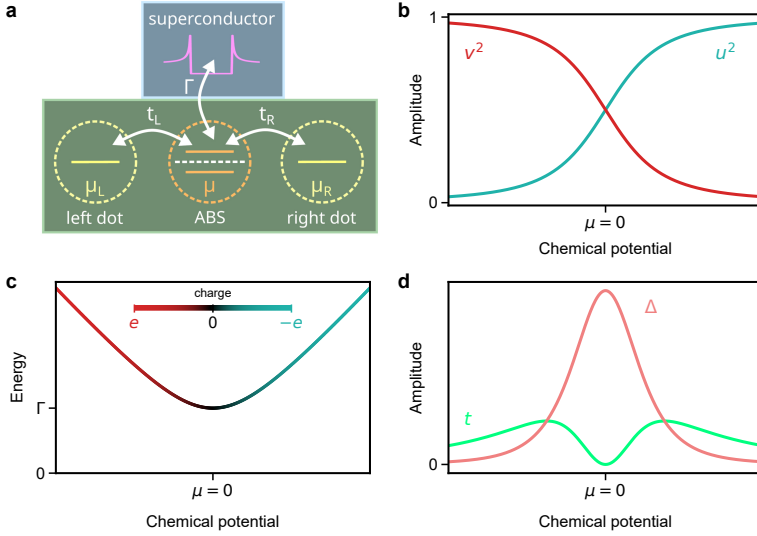 a
superconductor
Γ
t_L
t_R
μ_L
μ
μ_R
left dot
ABS
right dot
b
1
v²
u²
Amplitude
0
μ = 0
Chemical potential
c
charge
e
0
−e
Energy
Γ
0
μ = 0
Chemical potential
d
Δ
Amplitude
t
0
μ = 0
Chemical potential